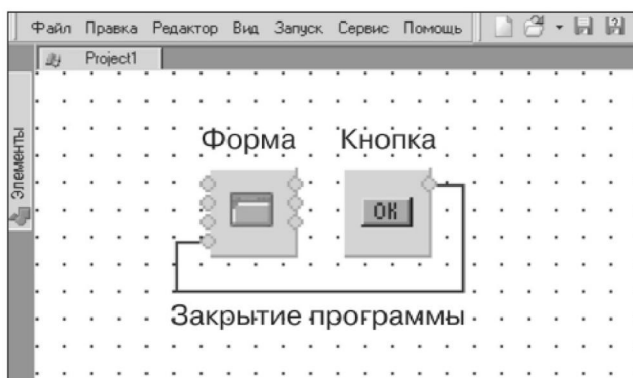 Файл Правка Редактор Вид Запуск Сервис Помощь
Project1
Элементы
Форма Кнопка
OK
Закрытие программы